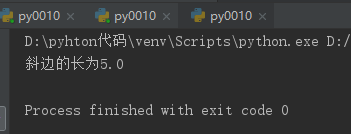 py0010 py0010 py0010
D:\pyhton代码\venv\Scripts\python.exe D:/
斜边的长为5.0
Process finished with exit code 0